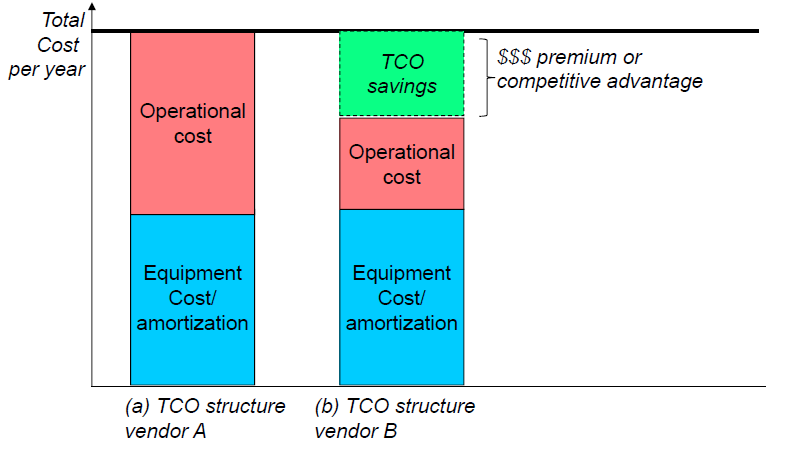 Total
Cost
per year
Operational
cost
Equipment
Cost/
amortization
TCO
savings
Operational
cost
Equipment
Cost/
amortization
$$$ premium or
competitive advantage
(a) TCO structure
vendor A
(b) TCO structure
vendor B